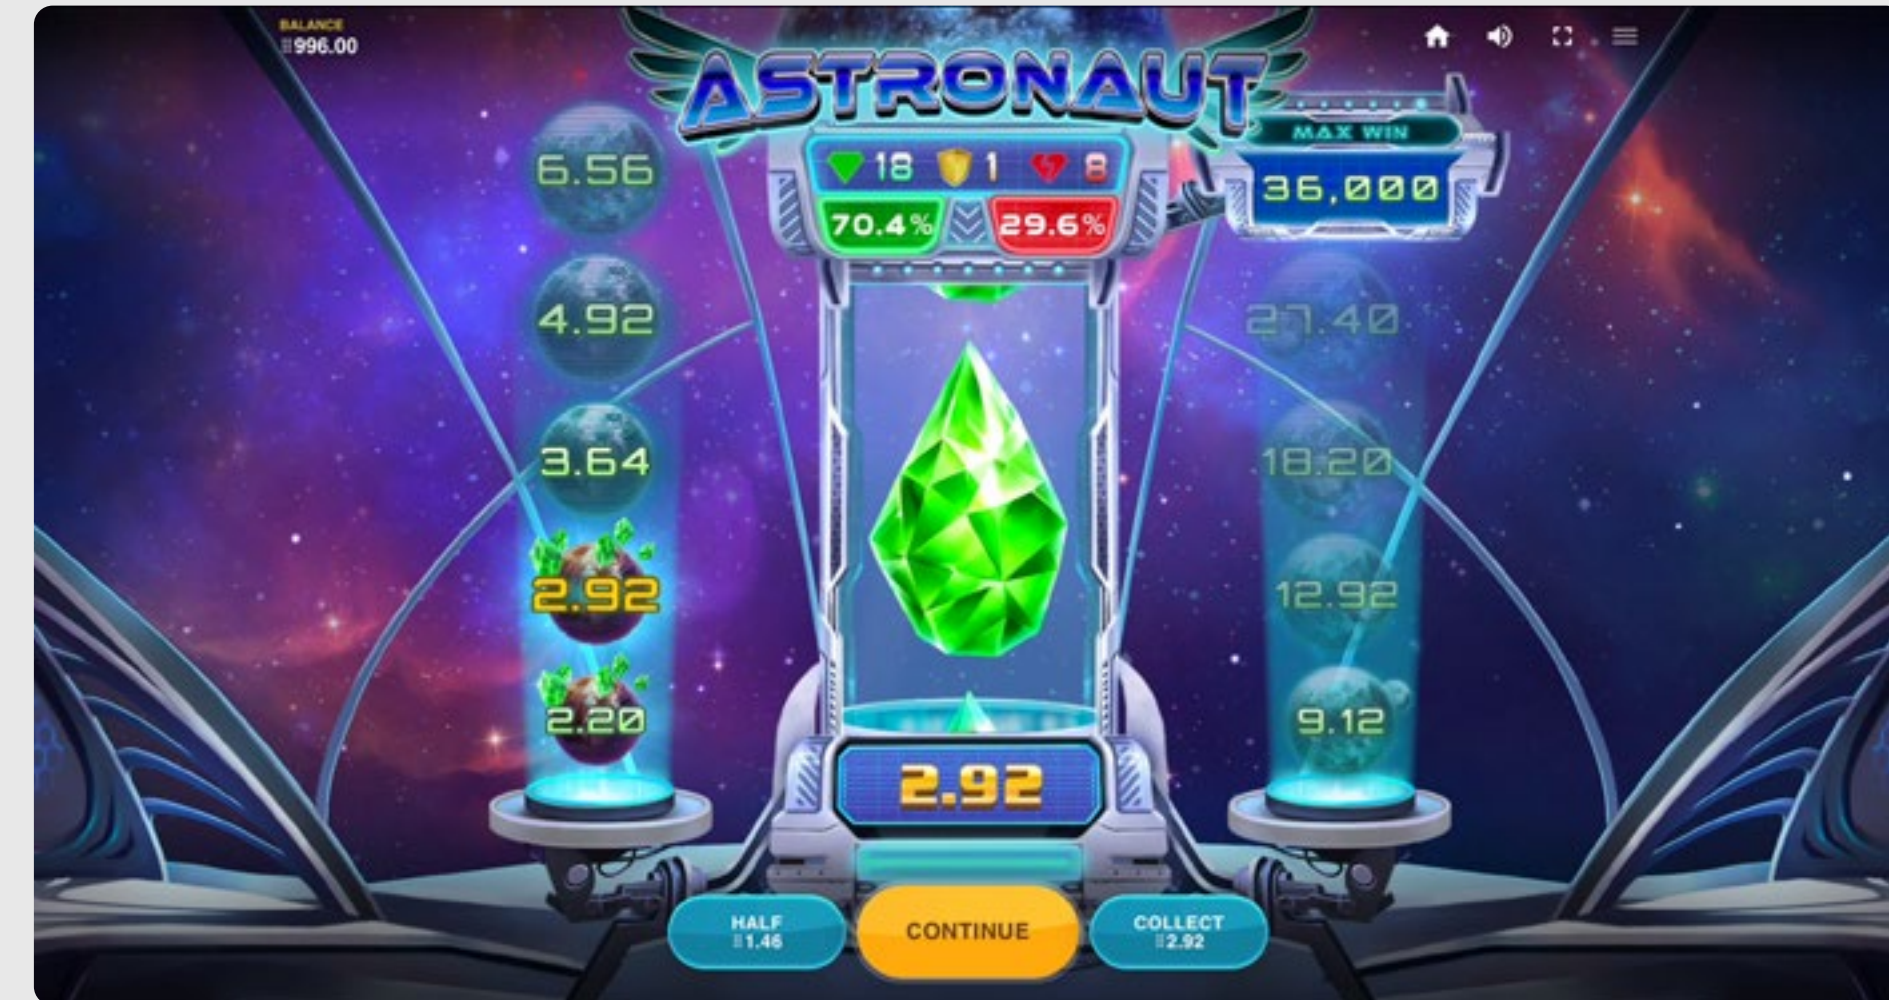 BALANCE
996.00
ASTRONAUT
MAX WIN
36,000
18 1 8
70.4% 29.6%
6.56
4.92
3.64
2.92
2.20
27.40
18.20
12.92
9.12
2.92
HALF
1.46
CONTINUE
COLLECT
2.92